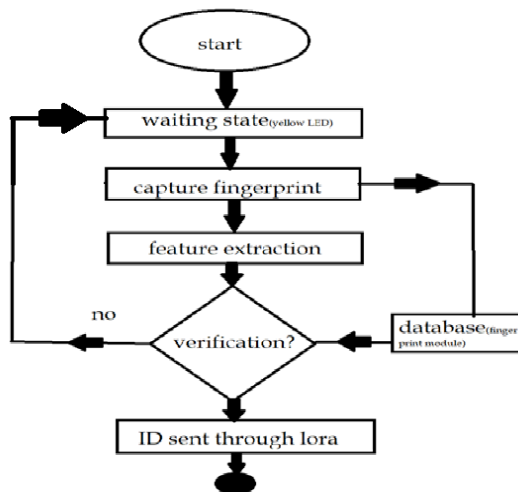 start
waiting state(yellow LED)
capture fingerprint
feature extraction
no
verification?
database(finger
print module)
ID sent through lora